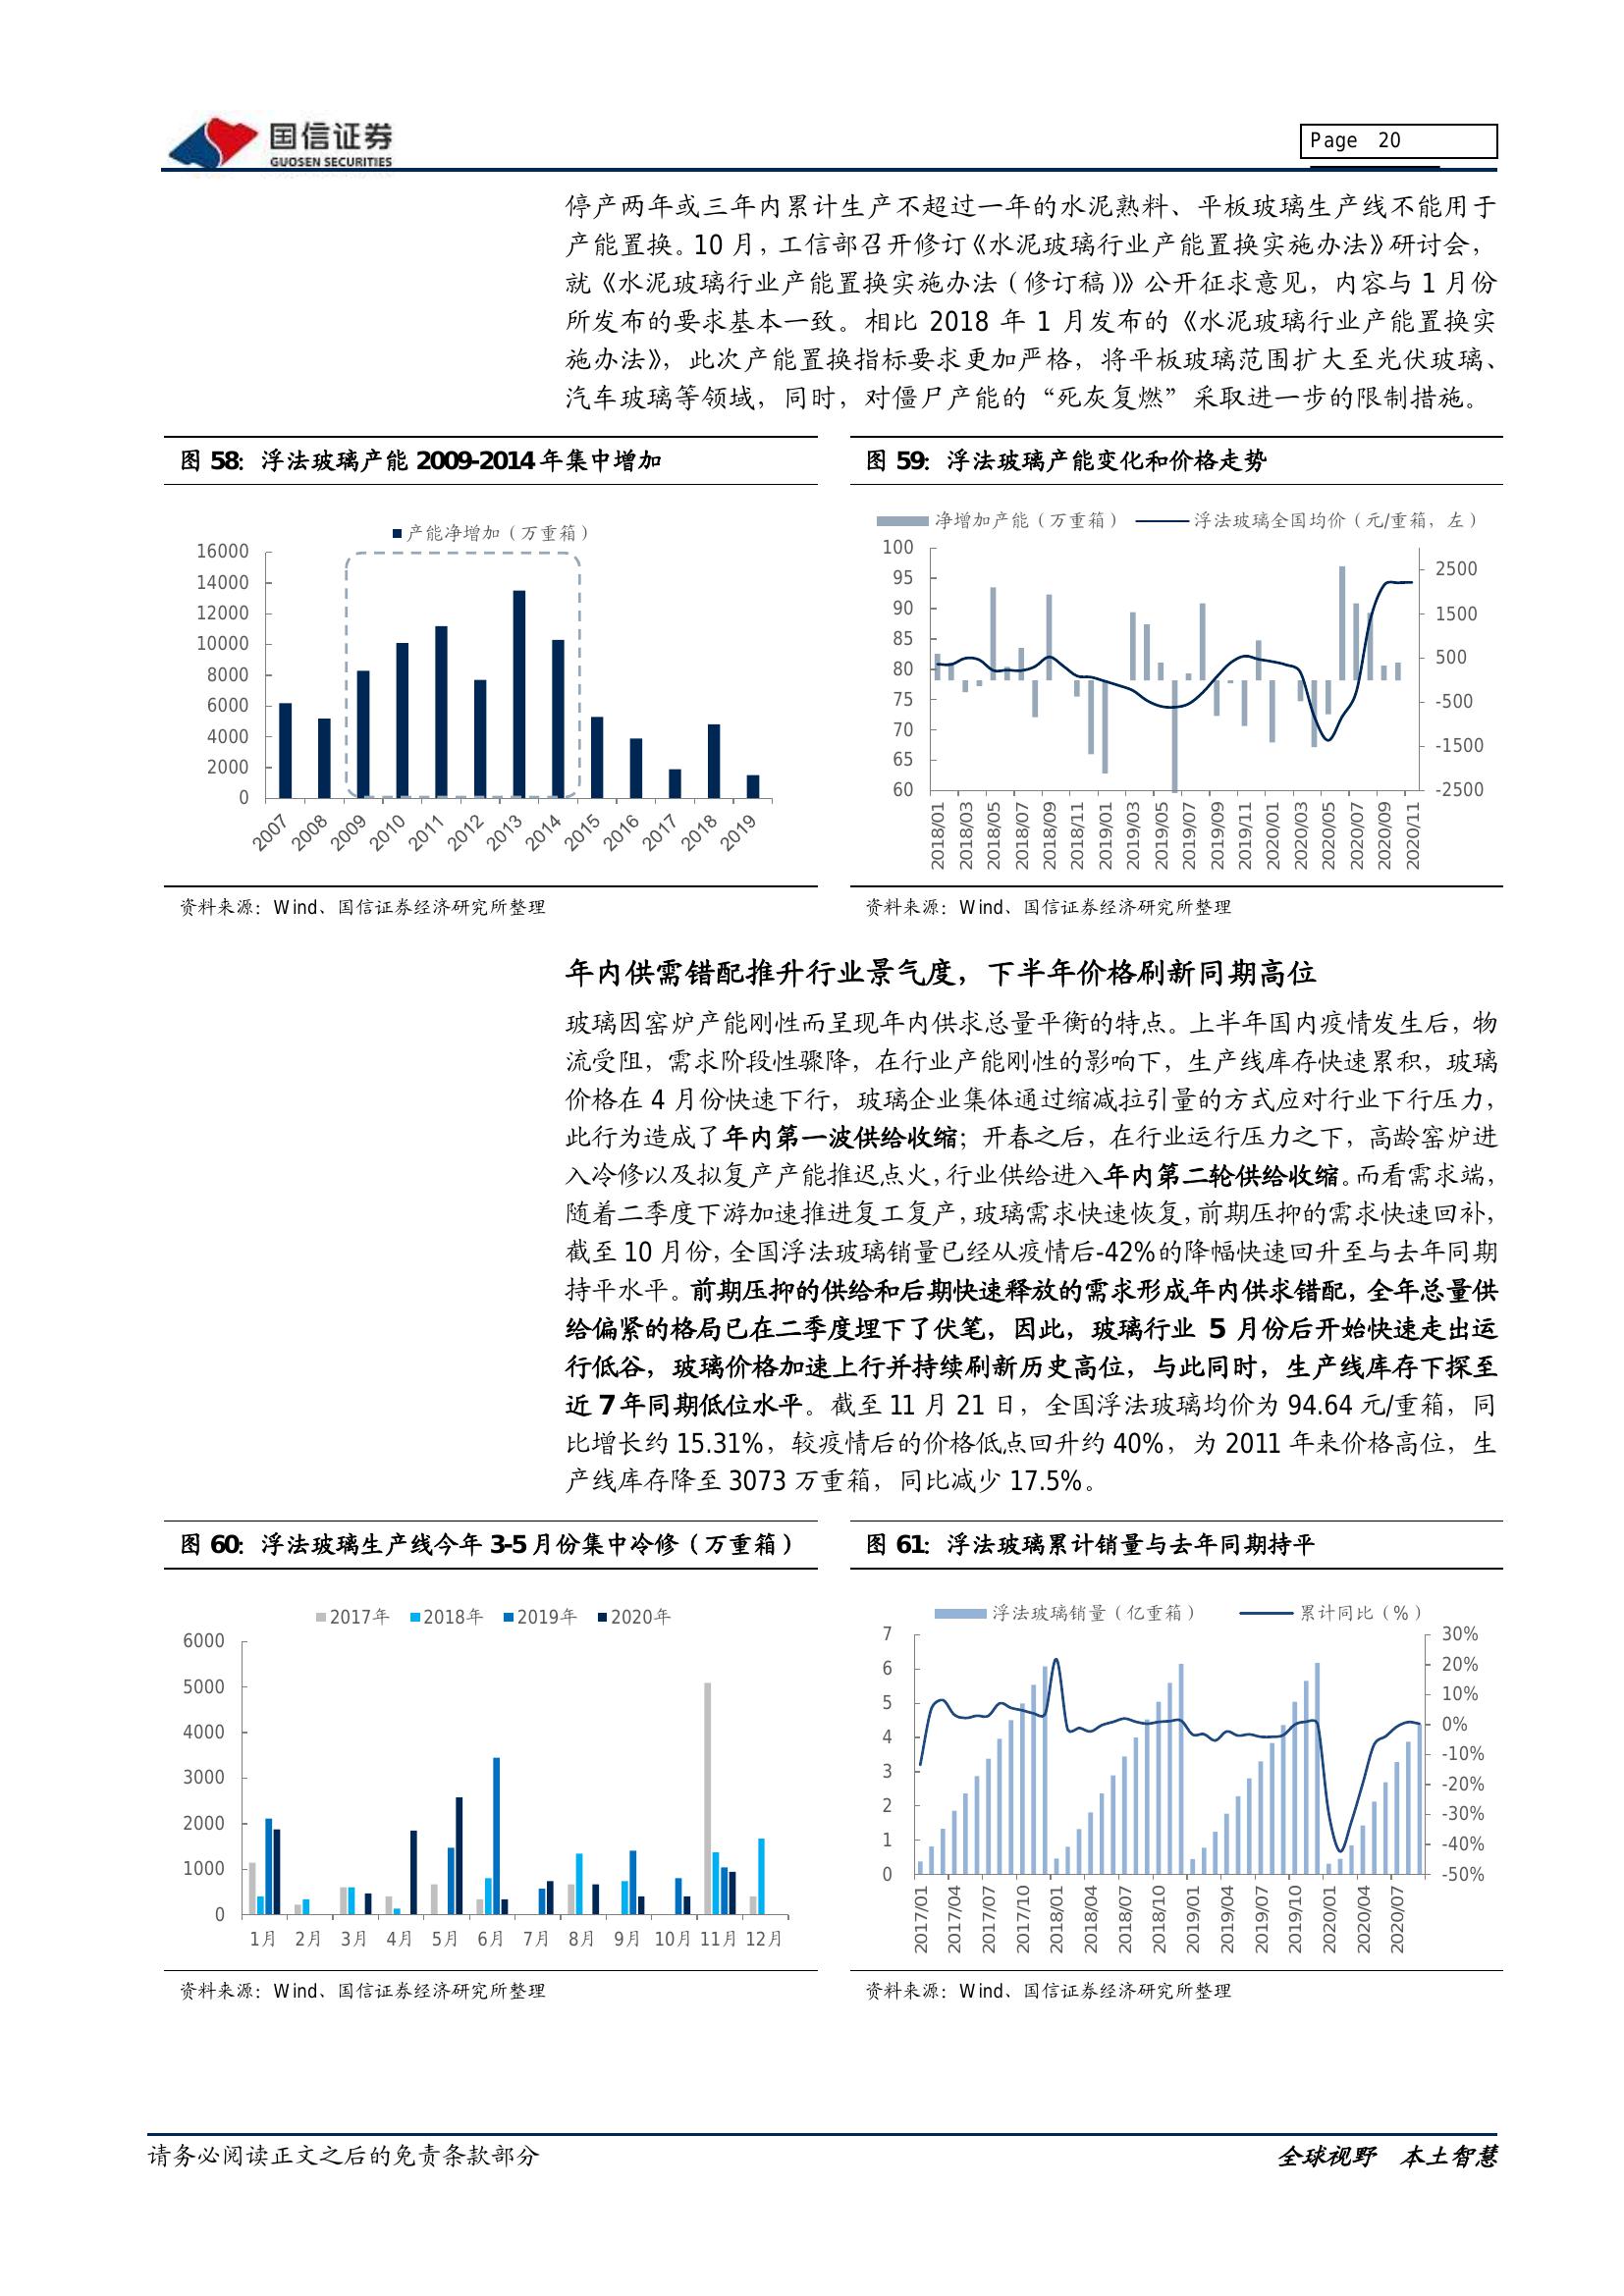 国信证券
GUOSEN SECURITIES
Page 20
停产两年或三年内累计生产不超过一年的水泥熟料、平板玻璃生产线不能用于
产能置换。10 月，工信部召开修订《水泥玻璃行业产能置换实施办法》研讨会，
就《水泥玻璃行业产能置换实施办法（修订稿）》公开征求意见，内容与 1 月份
所发布的要求基本一致。相比 2018 年 1 月发布的《水泥玻璃行业产能置换实
施办法》，此次产能置换指标要求更加严格，将平板玻璃范围扩大至光伏玻璃、
汽车玻璃等领域，同时，对僵尸产能的“死灰复燃”采取进一步的限制措施。
图 58：浮法玻璃产能 2009-2014 年集中增加
产能净增加（万重箱）
16000
14000
12000
10000
8000
6000
4000
2000
0
2007 2008 2009 2010 2011 2012 2013 2014 2015 2016 2017 2018 2019
资料来源：Wind、国信证券经济研究所整理
图 59：浮法玻璃产能变化和价格走势
净增加产能（万重箱） 浮法玻璃全国均价（元/重箱，左）
100
95
90
85
80
75
70
65
60
2500
1500
500
-500
-1500
-2500
2018/01 2018/03 2018/05 2018/07 2018/09 2018/11 2019/01 2019/03 2019/05 2019/07 2019/09 2019/11 2020/01 2020/03 2020/05 2020/07 2020/09 2020/11
资料来源：Wind、国信证券经济研究所整理
年内供需错配推升行业景气度，下半年价格刷新同期高位
玻璃因窑炉产能刚性而呈现年内供求总量平衡的特点。上半年国内疫情发生后，物
流受阻，需求阶段性骤降，在行业产能刚性的影响下，生产线库存快速累积，玻璃
价格在 4 月份快速下行，玻璃企业集体通过缩减拉引量的方式应对行业下行压力，
此行为造成了年内第一波供给收缩；开春之后，在行业运行压力之下，高龄窑炉进
入冷修以及拟复产产能推迟点火，行业供给进入年内第二轮供给收缩。而看需求端，
随着二季度下游加速推进复工复产，玻璃需求快速恢复，前期压抑的需求快速回补，
截至 10 月份，全国浮法玻璃销量已经从疫情后-42%的降幅快速回升至与去年同期
持平水平。前期压抑的供给和后期快速释放的需求形成年内供求错配，全年总量供
给偏紧的格局已在二季度埋下了伏笔，因此，玻璃行业 5 月份后开始快速走出运
行低谷，玻璃价格加速上行并持续刷新历史高位，与此同时，生产线库存下探至
近 7 年同期低位水平。截至 11 月 21 日，全国浮法玻璃均价为 94.64 元/重箱，同
比增长约 15.31%，较疫情后的价格低点回升约 40%，为 2011 年来价格高位，生
产线库存降至 3073 万重箱，同比减少 17.5%。
图 60：浮法玻璃生产线今年 3-5 月份集中冷修（万重箱）
2017年 2018年 2019年 2020年
6000
5000
4000
3000
2000
1000
0
1月 2月 3月 4月 5月 6月 7月 8月 9月 10月 11月 12月
资料来源：Wind、国信证券经济研究所整理
图 61：浮法玻璃累计销量与去年同期持平
浮法玻璃销量（亿重箱） 累计同比（%）
7
6
5
4
3
2
1
0
30%
20%
10%
0%
-10%
-20%
-30%
-40%
-50%
2017/01 2017/04 2017/07 2017/10 2018/01 2018/04 2018/07 2018/10 2019/01 2019/04 2019/07 2019/10 2020/01 2020/04 2020/07
资料来源：Wind、国信证券经济研究所整理
请务必阅读正文之后的免责条款部分
全球视野 本土智慧